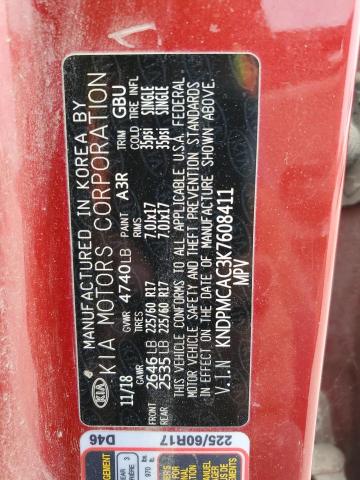 MANUFACTURED IN KOREA BY
KIA KIA MOTORS CORPORATION
11/18 GVWR 4740LB PAINT A3R TRIM GBU
GAWR TIRES RIMS COLD TIRE INFL
FRONT 2646 LB 225/60 R17 7.0Jx17 35psi SINGLE
REAR 2535 LB 225/60 R17 7.0Jx17 35psi SINGLE
THIS VEHICLE CONFORMS TO ALL APPLICABLE U.S.A. FEDERAL
MOTOR VEHICLE SAFETY AND THEFT PREVENTION STANDARDS
IN EFFECT ON THE DATE OF MANUFACTURE SHOWN ABOVE.
V.I.N KNDPMCAC3K7608411
MPV
D46 225/60R17